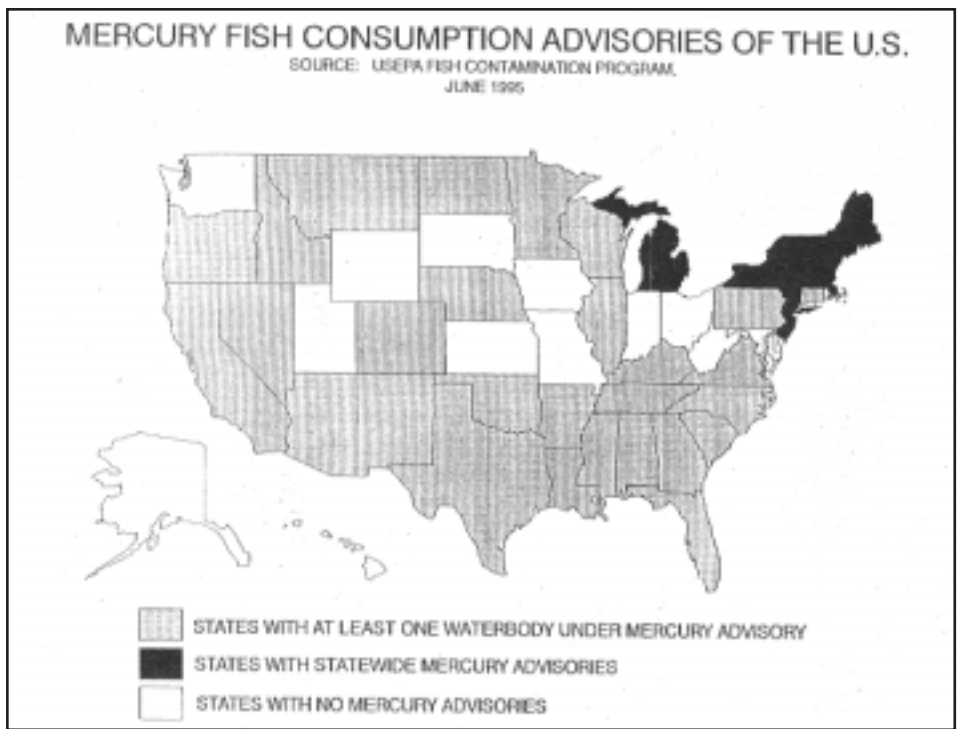 MERCURY FISH CONSUMPTION ADVISORIES OF THE U.S.
SOURCE: USEPA FISH CONTAMINATION PROGRAM,
JUNE 1995
STATES WITH AT LEAST ONE WATERBODY UNDER MERCURY ADVISORY
STATES WITH STATEWIDE MERCURY ADVISORIES
STATES WITH NO MERCURY ADVISORIES